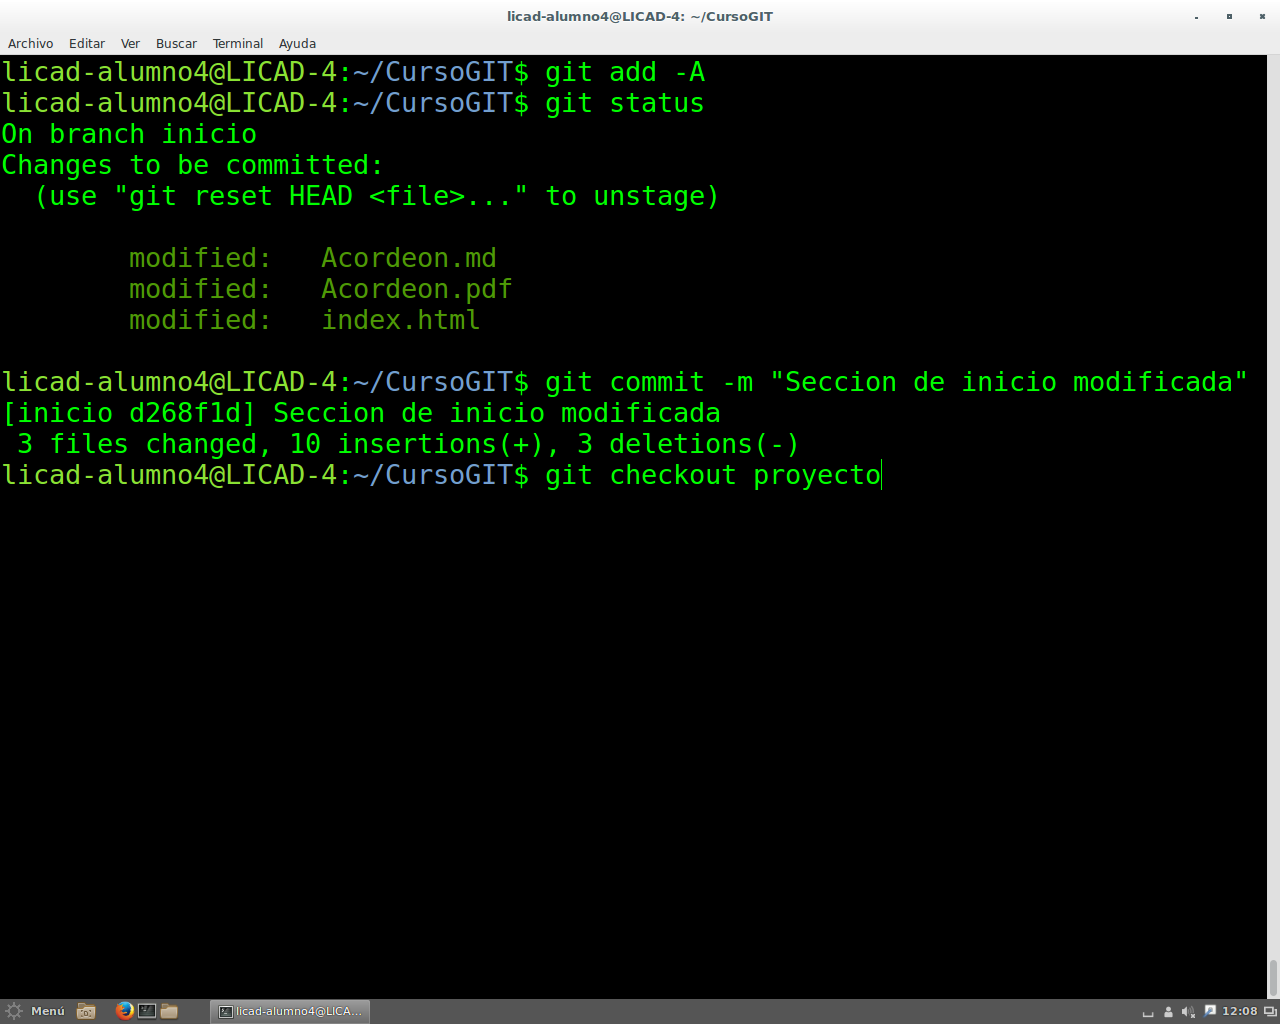 licad-alumno4@LICAD-4: ~/CursoGIT
Archivo Editar Ver Buscar Terminal Ayuda
licad-alumno4@LICAD-4:~/CursoGIT$ git add -A
licad-alumno4@LICAD-4:~/CursoGIT$ git status
On branch inicio
Changes to be committed:
  (use "git reset HEAD <file>..." to unstage)
        modified:   Acordeon.md
        modified:   Acordeon.pdf
        modified:   index.html
licad-alumno4@LICAD-4:~/CursoGIT$ git commit -m "Seccion de inicio modificada"
[inicio d268f1d] Seccion de inicio modificada
 3 files changed, 10 insertions(+), 3 deletions(-)
licad-alumno4@LICAD-4:~/CursoGIT$ git checkout proyecto
Menú licad-alumno4@LICA... 12:08